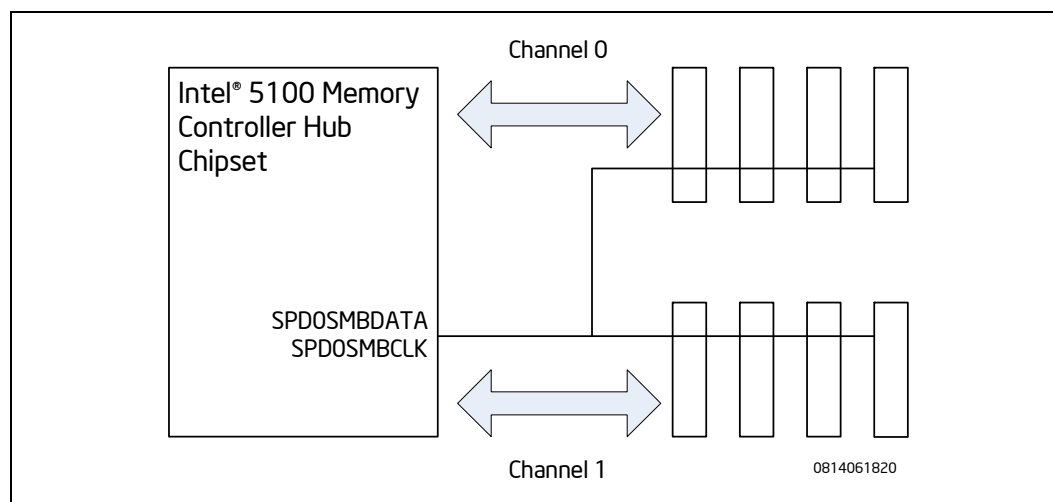 Channel 0
Intel® 5100 Memory
Controller Hub
Chipset
SPD0SMBDATA
SPD0SMBCLK
Channel 1
0814061820